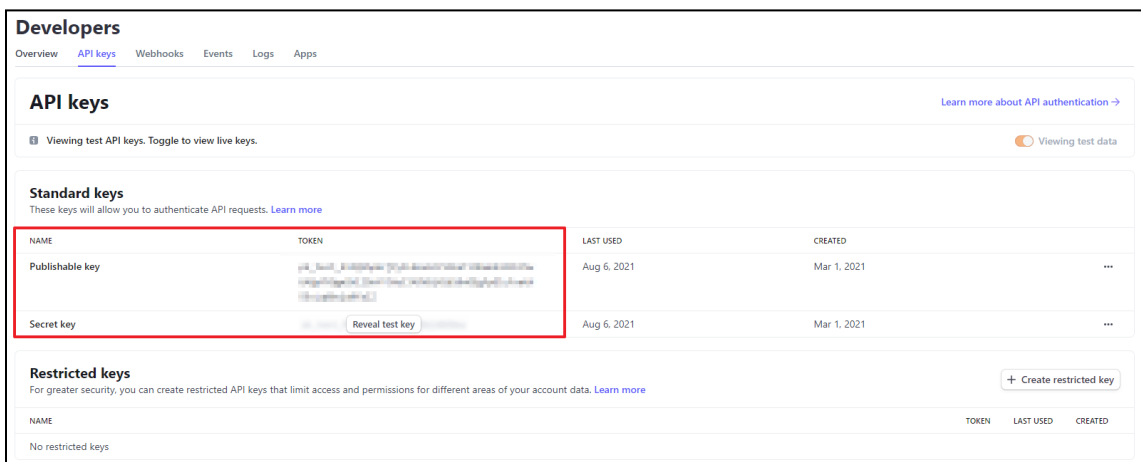 Developers
Overview API keys Webhooks Events Logs Apps
API keys
Learn more about API authentication →
Viewing test API keys. Toggle to view live keys.
Viewing test data
Standard keys
These keys will allow you to authenticate API requests. Learn more
NAME TOKEN LAST USED CREATED
Publishable key Aug 6, 2021 Mar 1, 2021 •••
Secret key Reveal test key Aug 6, 2021 Mar 1, 2021 •••
Restricted keys
For greater security, you can create restricted API keys that limit access and permissions for different areas of your account data. Learn more
+ Create restricted key
NAME TOKEN LAST USED CREATED
No restricted keys